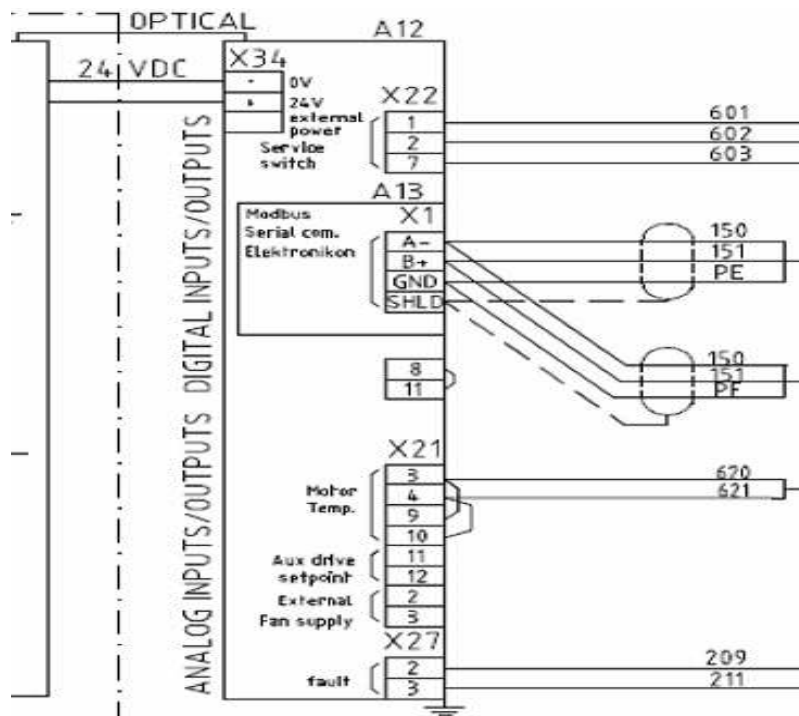 OPTICAL
A12
24 VDC
X34
- 0V
+ 24V
external
power
X22
Service
switch
1
2
7
601
602
603
A13
X1
Modbus
Serial com.
Elektronikon
A-
B+
GND
SHLD
150
151
PE
150
151
PE
8
11
DIGITAL INPUTS/OUTPUTS
ANALOG INPUTS/OUTPUTS
X21
Motor
Temp.
3
4
9
10
620
621
Aux drive
setpoint
11
12
External
Fan supply
2
3
X27
fault
2
3
209
211